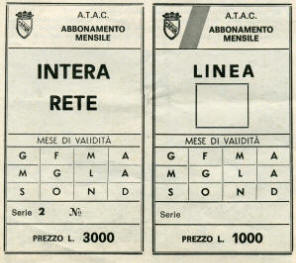 A.T.A.C.
ABBONAMENTO
MENSILE
INTERA
RETE
MESE DI VALIDITÀ
G F M A
M G L A
S O N D
Serie 2 №
PREZZO L. 3000
A.T.A.C.
ABBONAMENTO
MENSILE
LINEA
MESE DI VALIDITÀ
G F M A
M G L A
S O N D
Serie
PREZZO L. 1000